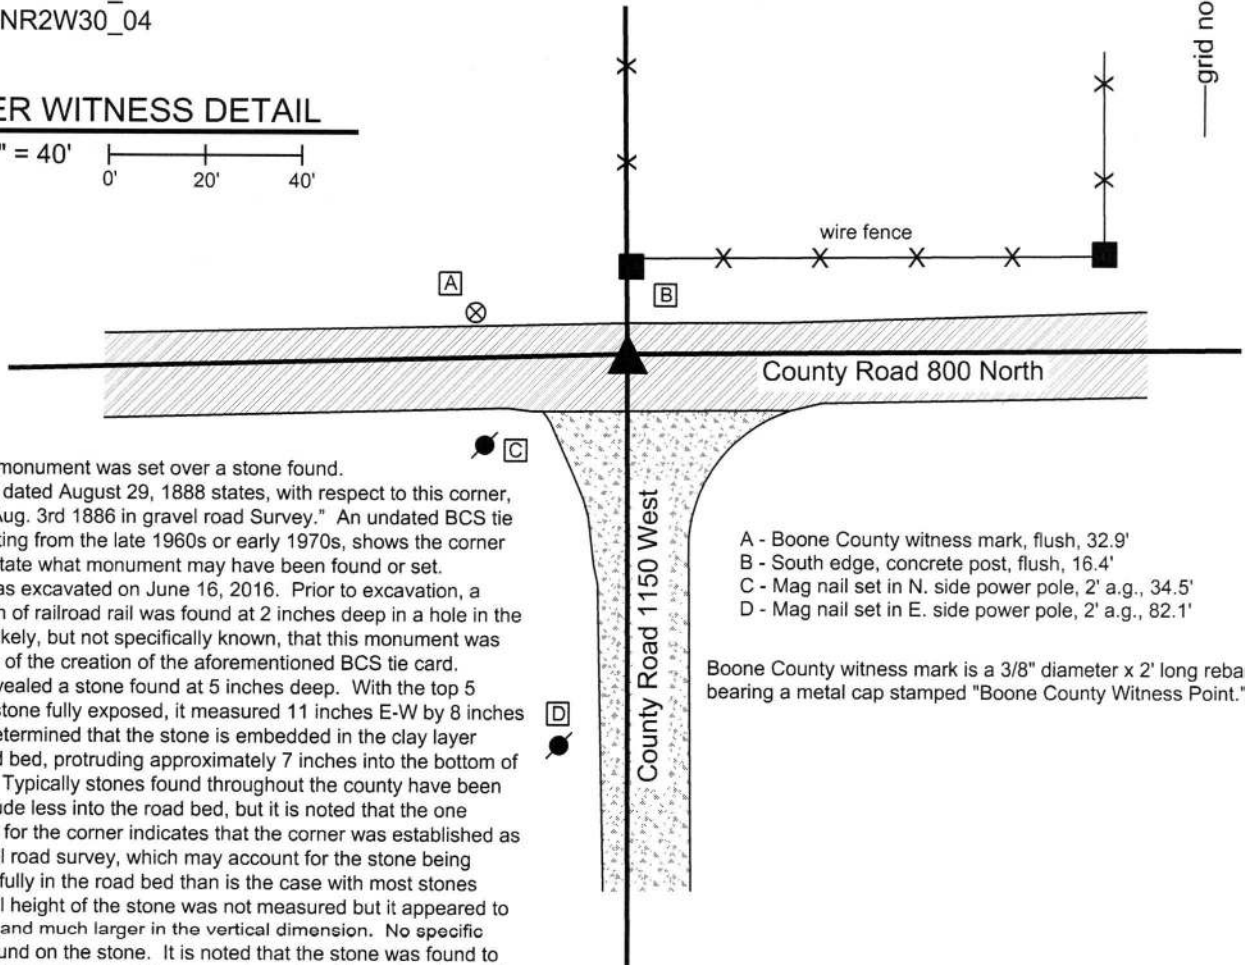 NR2W30_04
ER WITNESS DETAIL
" = 40'
0' 20' 40'
grid no
wire fence
A
B
County Road 800 North
C
County Road 1150 West
D
monument was set over a stone found.
dated August 29, 1888 states, with respect to this corner,
Aug. 3rd 1886 in gravel road Survey." An undated BCS tie
ting from the late 1960s or early 1970s, shows the corner
tate what monument may have been found or set.
as excavated on June 16, 2016. Prior to excavation, a
n of railroad rail was found at 2 inches deep in a hole in the
kely, but not specifically known, that this monument was
of the creation of the aforementioned BCS tie card.
vealed a stone found at 5 inches deep. With the top 5
stone fully exposed, it measured 11 inches E-W by 8 inches
etermined that the stone is embedded in the clay layer
d bed, protruding approximately 7 inches into the bottom of
Typically stones found throughout the county have been
ude less into the road bed, but it is noted that the one
for the corner indicates that the corner was established as
l road survey, which may account for the stone being
fully in the road bed than is the case with most stones
l height of the stone was not measured but it appeared to
and much larger in the vertical dimension. No specific
und on the stone. It is noted that the stone was found to
A - Boone County witness mark, flush, 32.9'
B - South edge, concrete post, flush, 16.4'
C - Mag nail set in N. side power pole, 2' a.g., 34.5'
D - Mag nail set in E. side power pole, 2' a.g., 82.1'
Boone County witness mark is a 3/8" diameter x 2' long reba
bearing a metal cap stamped "Boone County Witness Point."